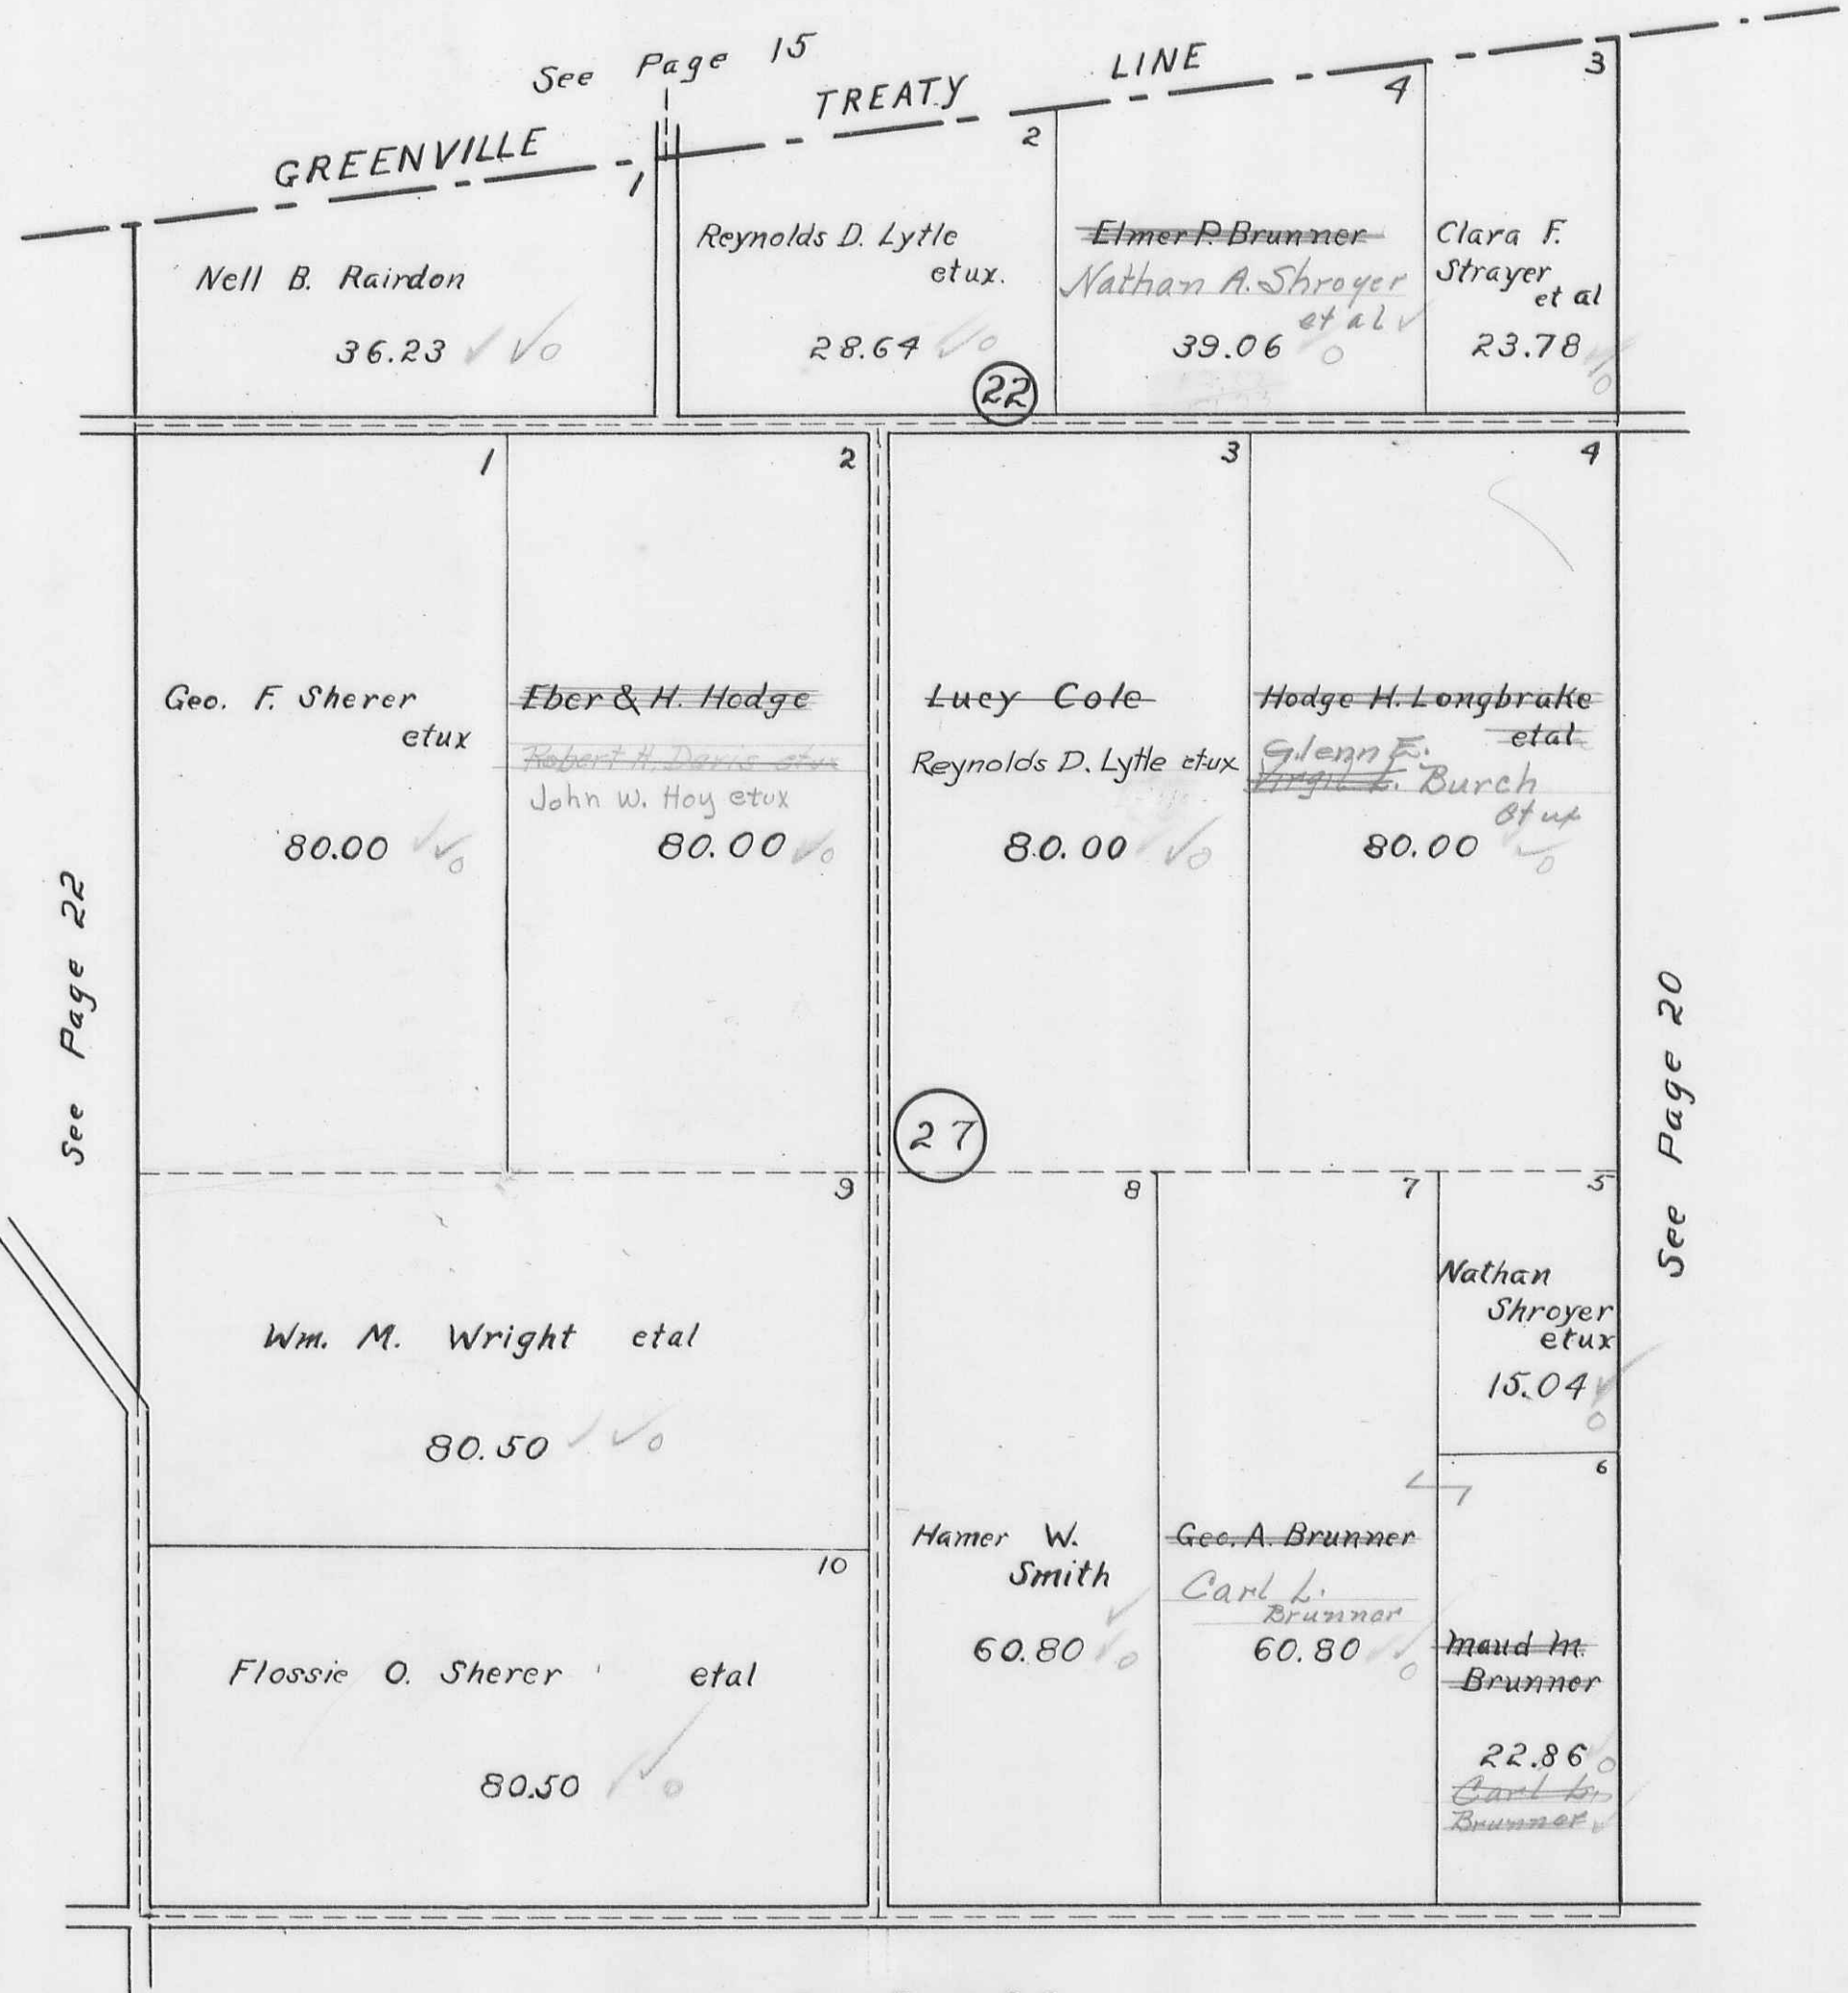 See Page 15
GREENVILLE TREATY LINE
1
Nell B. Rairdon
36.23
2
Reynolds D. Lytle
etux.
28.64
4
Elmer P. Brunner
Nathan A. Shroyer
et al
39.06
3
Clara F.
Strayer
et al
23.78
22
1
Geo. F. Sherer
etux
80.00
2
Eber & H. Hodge
Robert H. Davis etux
John W. Hoy etux
80.00
3
Lucy Cole
Reynolds D. Lytle etux
80.00
4
Hodge H. Longbrake
etal
Glenn E.
Virgil L. Burch
et ux
80.00
See Page 22
See Page 20
27
9
Wm. M. Wright etal
80.50
8
Hamer W.
Smith
60.80
7
Geo. A. Brunner
Carl L.
Brunner
60.80
5
Nathan
Shroyer
etux
15.04
6
Maud M.
Brunner
22.86
Carl L.
Brunner
10
Flossie O. Sherer etal
80.50